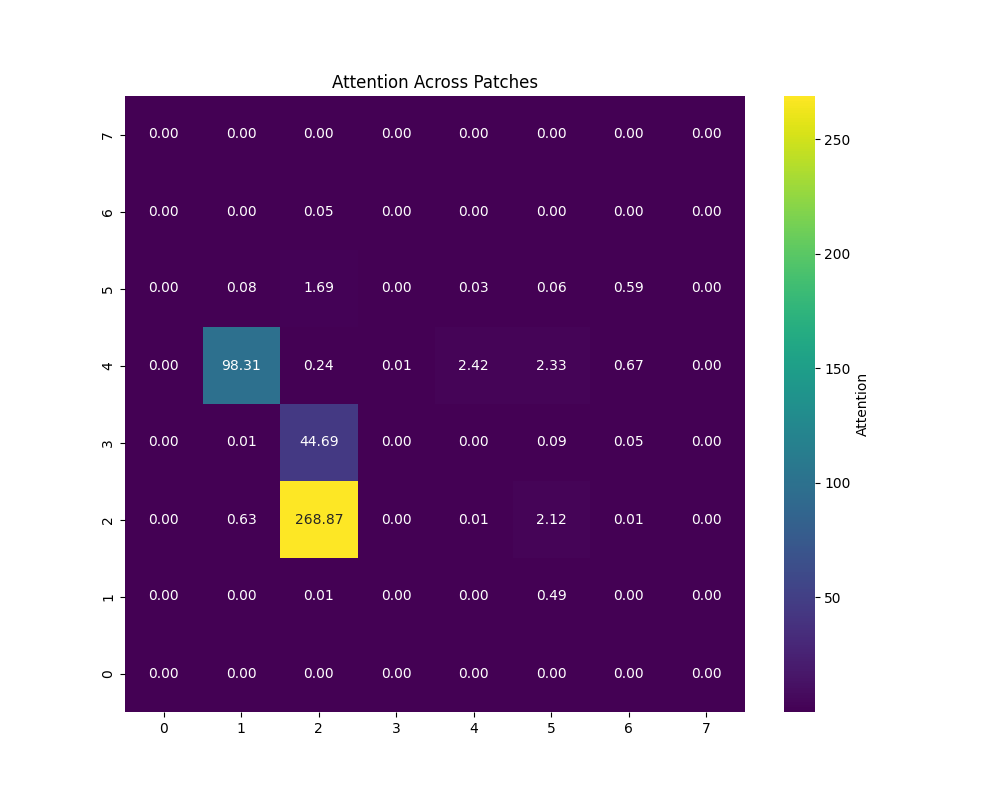 Attention Across Patches
7 0.00 0.00 0.00 0.00 0.00 0.00 0.00 0.00
6 0.00 0.00 0.05 0.00 0.00 0.00 0.00 0.00
5 0.00 0.08 1.69 0.00 0.03 0.06 0.59 0.00
4 0.00 98.31 0.24 0.01 2.42 2.33 0.67 0.00
3 0.00 0.01 44.69 0.00 0.00 0.09 0.05 0.00
2 0.00 0.63 268.87 0.00 0.01 2.12 0.01 0.00
1 0.00 0.00 0.01 0.00 0.00 0.49 0.00 0.00
0 0.00 0.00 0.00 0.00 0.00 0.00 0.00 0.00
0 1 2 3 4 5 6 7
250
200
150
100
50
Attention